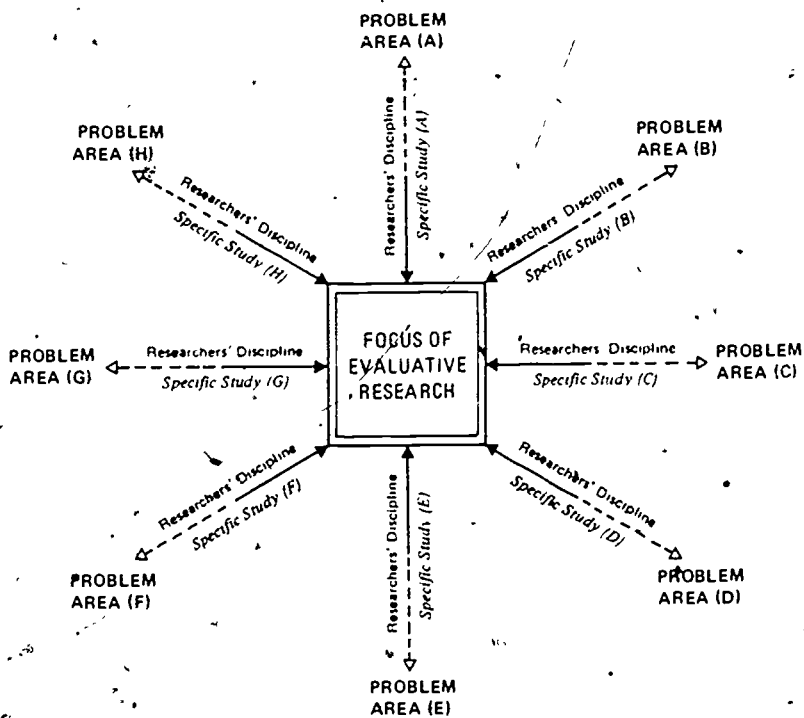 PROBLEM
AREA (A)
Researchers' Discipline
Specific Study (A)
PROBLEM
AREA (B)
Researchers' Discipline
Specific Study (B)
PROBLEM
AREA (H)
Researchers' Discipline
Specific Study (H)
FOCUS OF
EVALUATIVE
RESEARCH
PROBLEM
AREA (G)
Researchers' Discipline
Specific Study (G)
Researchers' Discipline
Specific Study (C)
PROBLEM
AREA (C)
Researchers' Discipline
Specific Study (F)
PROBLEM
AREA (F)
Researchers' Discipline
Specific Study (E)
PROBLEM
AREA (E)
Researchers' Discipline
Specific Study (D)
PROBLEM
AREA (D)